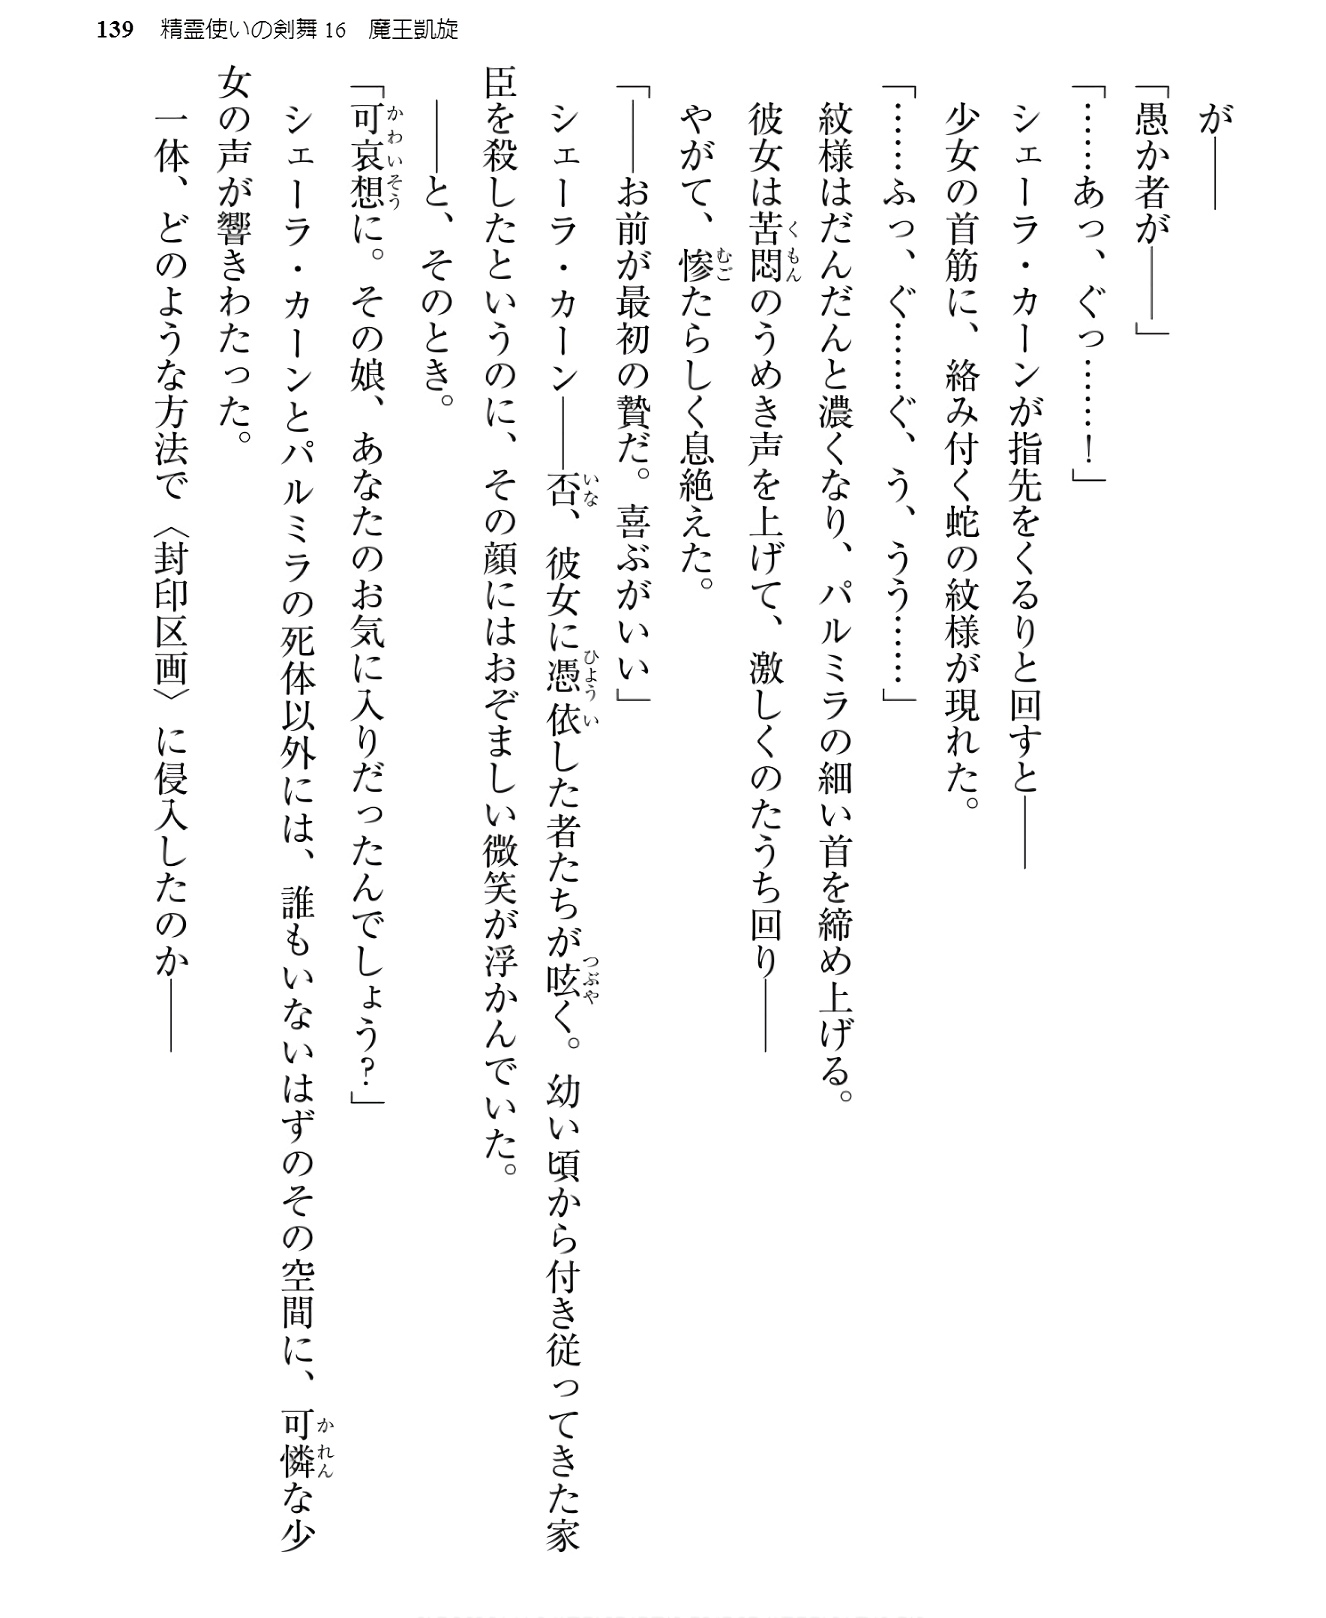 139 精霊使いの剣舞16 魔王凱旋
が――
「愚か者が――」
「……あっ、ぐっ……！」
シェーラ・カーンが指先をくるりと回すと――
少女の首筋に、絡み付く蛇の紋様が現れた。
「……ふっ、ぐ……ぐ、う、うう……」
紋様はだんだんと濃くなり、パルミラの細い首を締め上げる。
彼女は苦悶のうめき声を上げて、激しくのたうち回り――
やがて、惨たらしく息絶えた。
「――お前が最初の贄だ。喜ぶがいい」
シェーラ・カーン――否、彼女に憑依した者たちが呟く。幼い頃から付き従ってきた家
臣を殺したというのに、その顔にはおぞましい微笑が浮かんでいた。
――と、そのとき。
「可哀想に。その娘、あなたのお気に入りだったんでしょう？」
シェーラ・カーンとパルミラの死体以外には、誰もいないはずのその空間に、可憐な少
女の声が響きわたった。
一体、どのような方法で〈封印区画〉に侵入したのか――